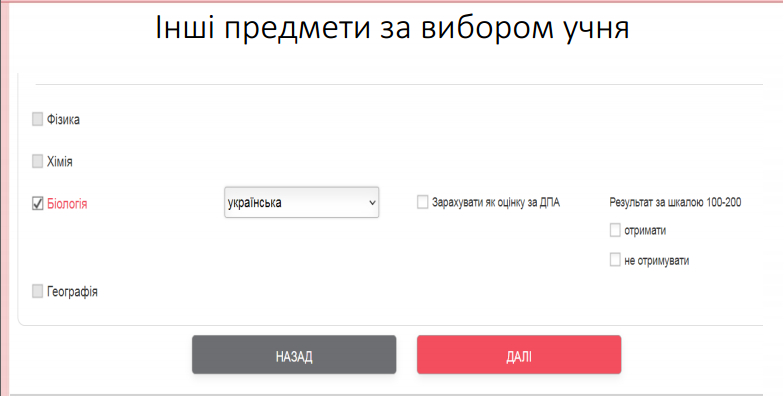 Інші предмети за вибором учня
Фізика
Хімія
Біологія
українська
Зарахувати як оцінку за ДПА
Результат за шкалою 100-200
отримати
не отримувати
Географія
НАЗАД
ДАЛІ